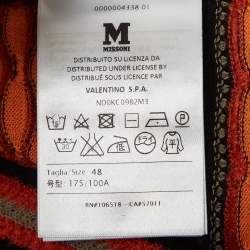 0000004338 01
M
MISSONI
DISTRIBUITO SU LICENZA DA
DISTRIBUTED UNDER LICENSE BY
DISTRIBUÉ SOUS LICENCE PAR
VALENTINO S.P.A.
ND0KC0982M3
Taglia/Size 48
号型: 175/100A
RN#106518 - CA#57011